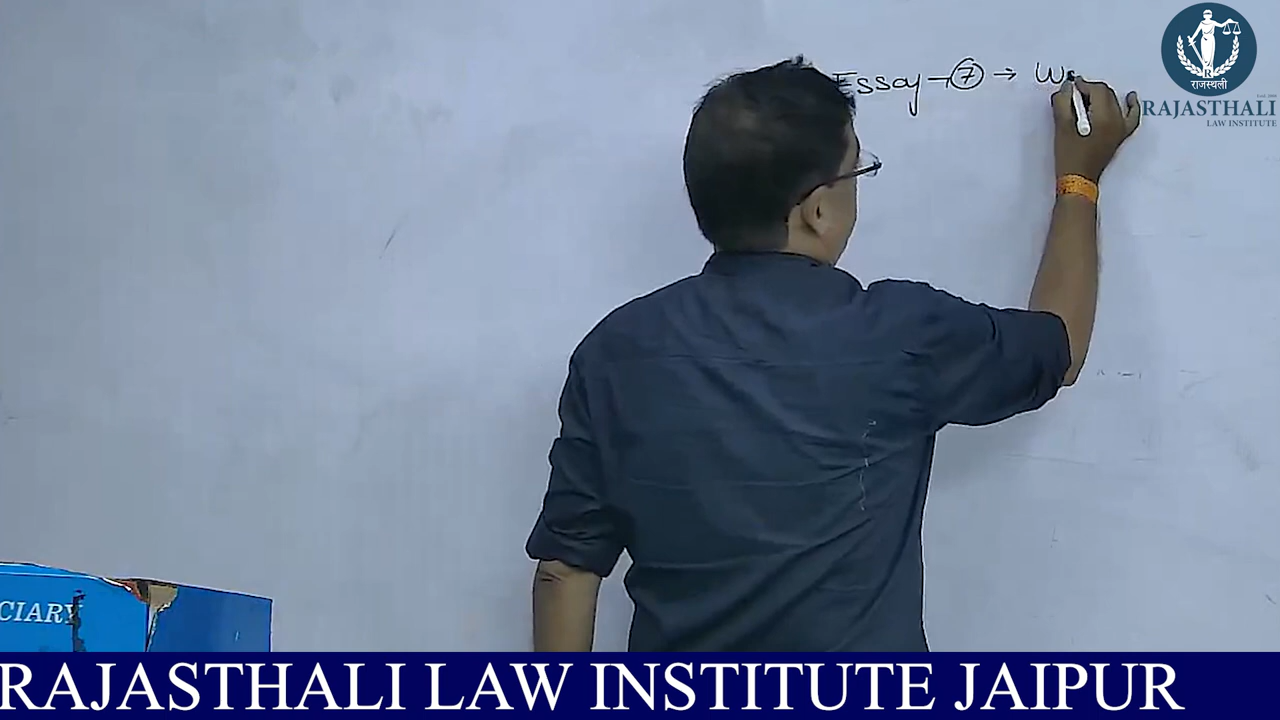 Essay - 7 →
राजस्थली
RAJASTHALI
LAW INSTITUTE
CIARY
RAJASTHALI LAW INSTITUTE JAIPUR